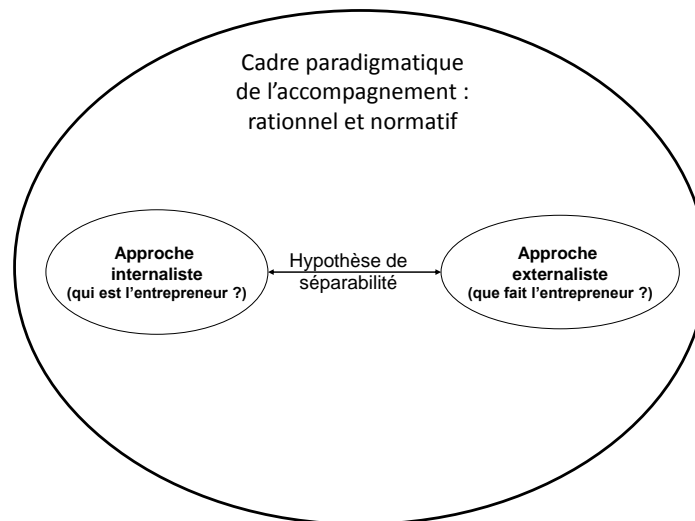 Cadre paradigmatique
de l’accompagnement :
rationnel et normatif
Approche
internaliste
(qui est l’entrepreneur ?)
Hypothèse de
séparabilité
Approche
externaliste
(que fait l’entrepreneur ?)